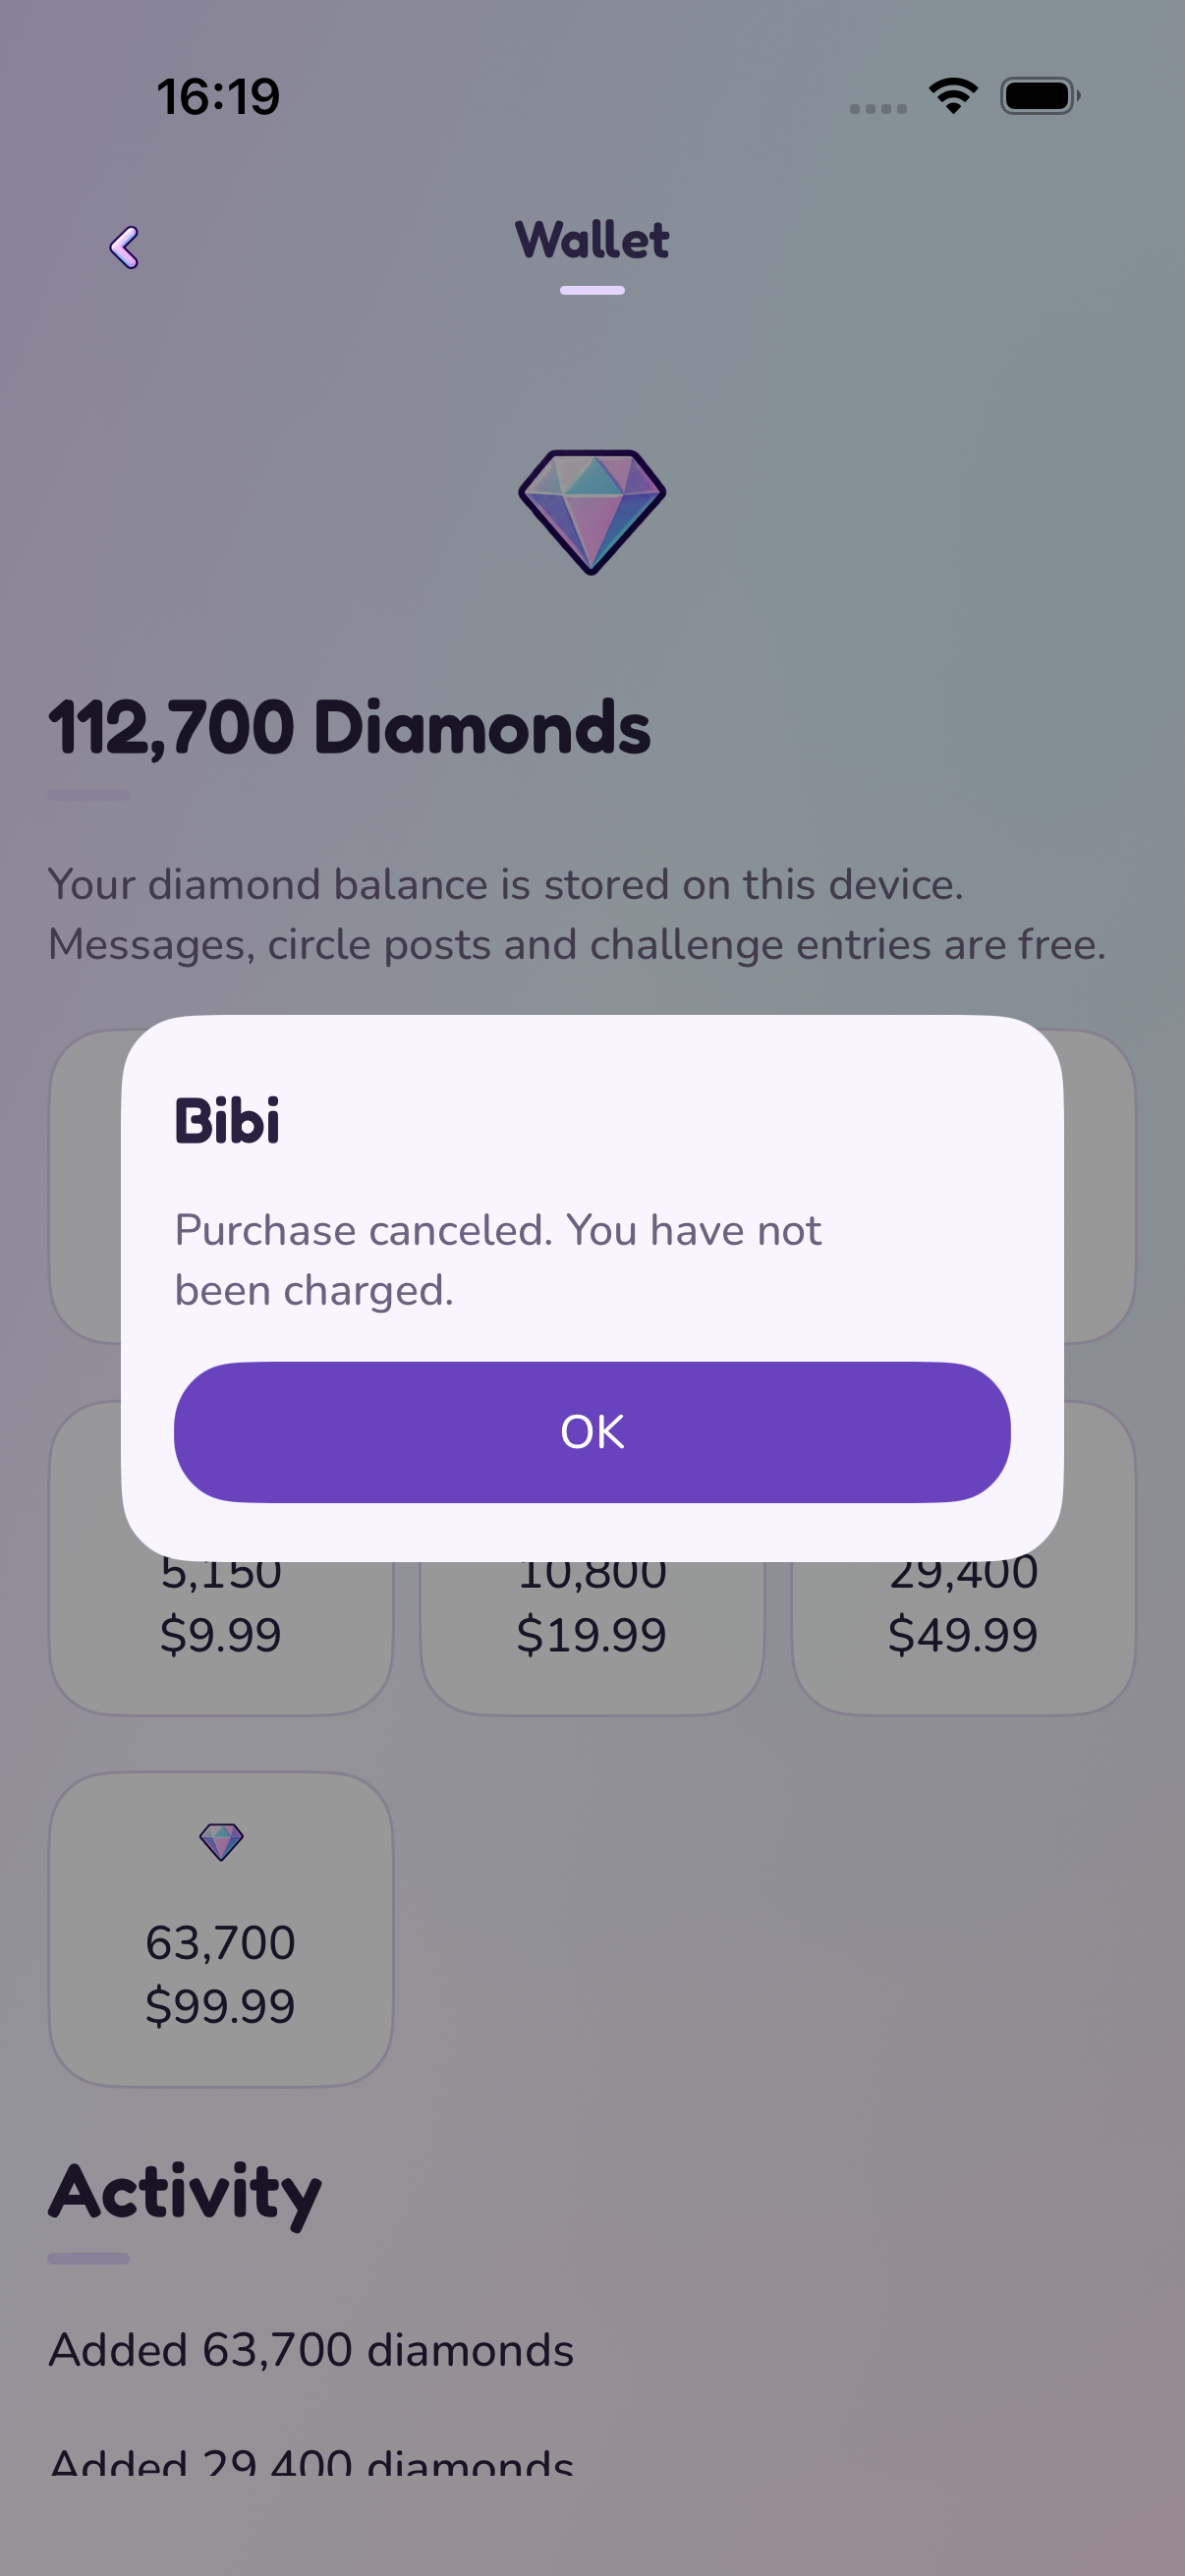 16:19
Wallet
112,700 Diamonds
Your diamond balance is stored on this device.
Messages, circle posts and challenge entries are free.
Bibi
Purchase canceled. You have not
been charged.
OK
5,150
10,800
29,400
$9.99
$19.99
$49.99
63,700
$99.99
Activity
Added 63,700 diamonds
Added 29,400 diamonds